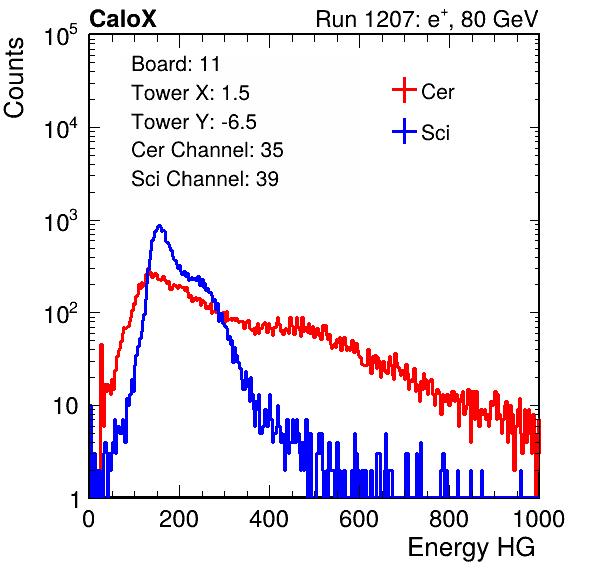 CaloX Run 1207: e⁺, 80 GeV
Counts
Board: 11
Tower X: 1.5
Tower Y: -6.5
Cer Channel: 35
Sci Channel: 39
Cer
Sci
10⁵
10⁴
10³
10²
10
1
0 200 400 600 800 1000
Energy HG